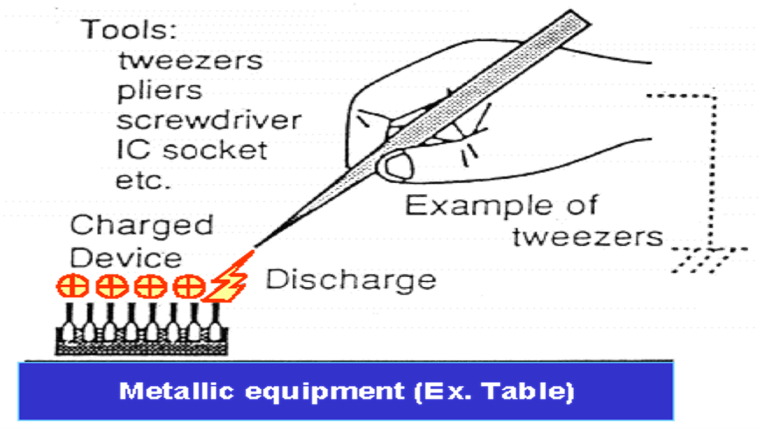 Tools:
tweezers
pliers
screwdriver
IC socket
etc.
Charged
Device
Example of
tweezers
Discharge
Metallic equipment (Ex. Table)